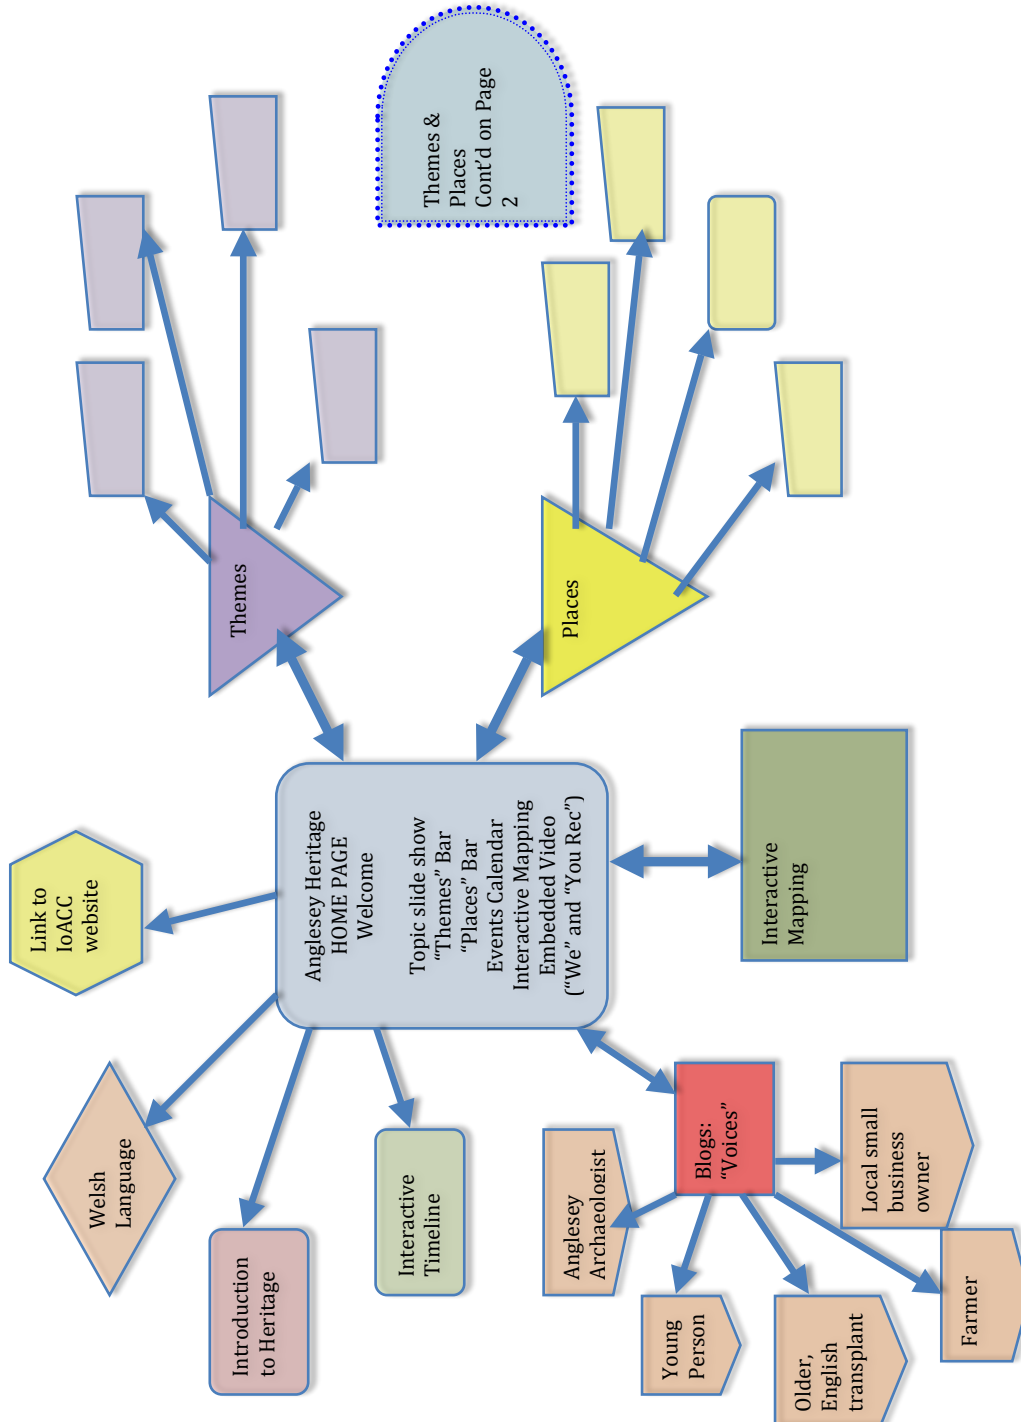 Welsh
Language
Link to
IoACC
website
Introduction
to Heritage
Interactive
Timeline
Anglesey Heritage
HOME PAGE
Welcome
Topic slide show
“Themes” Bar
“Places” Bar
Events Calendar
Interactive Mapping
Embedded Video
(“We” and “You Rec”)
Themes
Places
Themes &
Places
Cont’d on Page
2
Anglesey
Archaeologist
Young
Person
Older,
English
transplant
Farmer
Blogs:
“Voices”
Local small
business
owner
Interactive
Mapping